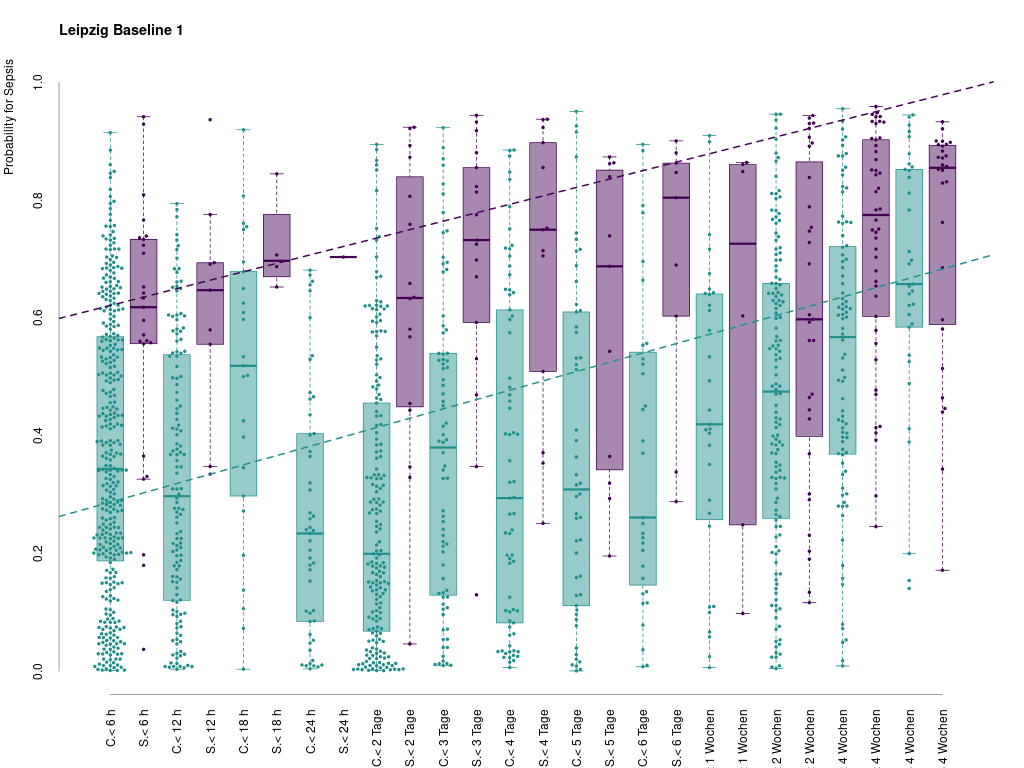 Leipzig Baseline 1
Probability for Sepsis
1.0
0.8
0.6
0.4
0.2
0.0
C.< 6 h
S.< 6 h
C.< 12 h
S.< 12 h
C.< 18 h
S.< 18 h
C.< 24 h
S.< 24 h
C.< 2 Tage
S.< 2 Tage
C.< 3 Tage
S.< 3 Tage
C.< 4 Tage
S.< 4 Tage
C.< 5 Tage
S.< 5 Tage
C.< 6 Tage
S.< 6 Tage
1 Wochen
1 Wochen
2 Wochen
2 Wochen
4 Wochen
4 Wochen
4 Wochen
4 Wochen